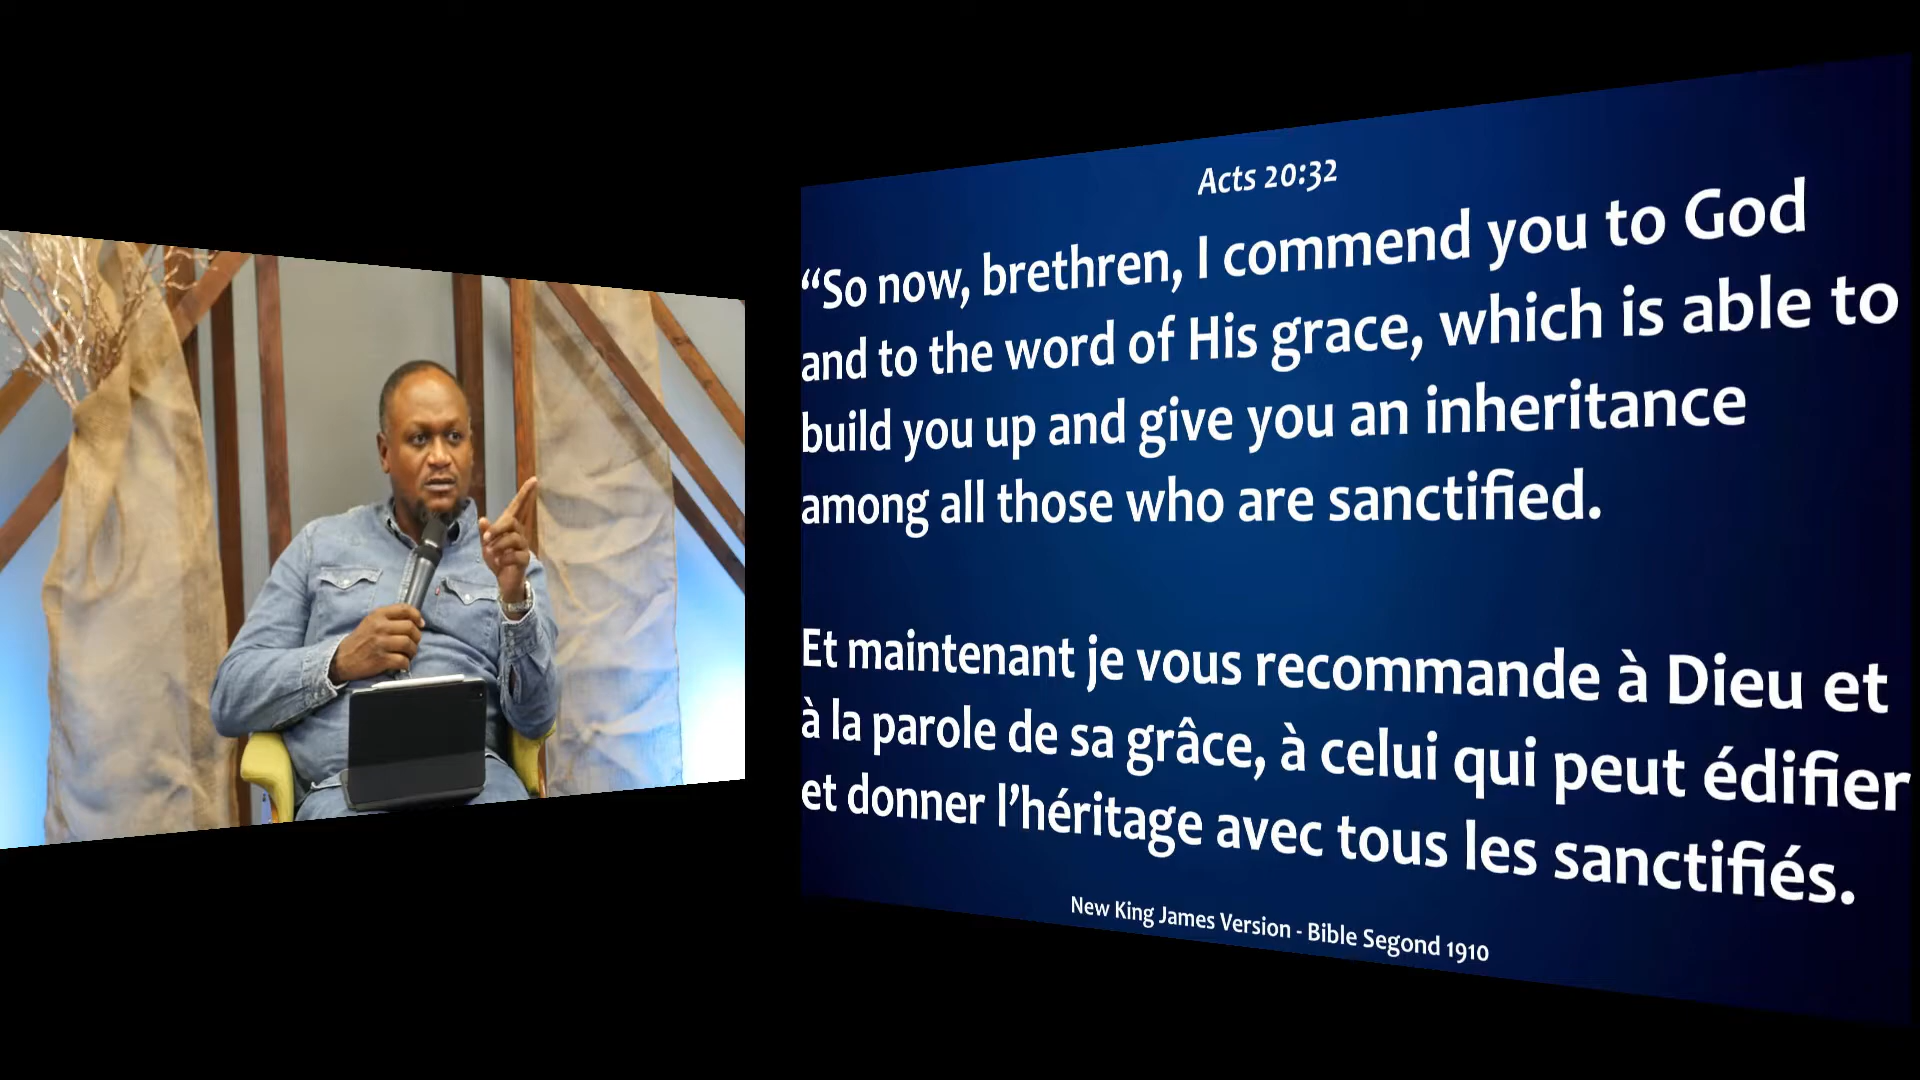 Acts 20:32
“So now, brethren, I commend you to God
and to the word of His grace, which is able to
build you up and give you an inheritance
among all those who are sanctified.
Et maintenant je vous recommande à Dieu et
à la parole de sa grâce, à celui qui peut édifier
et donner l’héritage avec tous les sanctifiés.
New King James Version - Bible Segond 1910